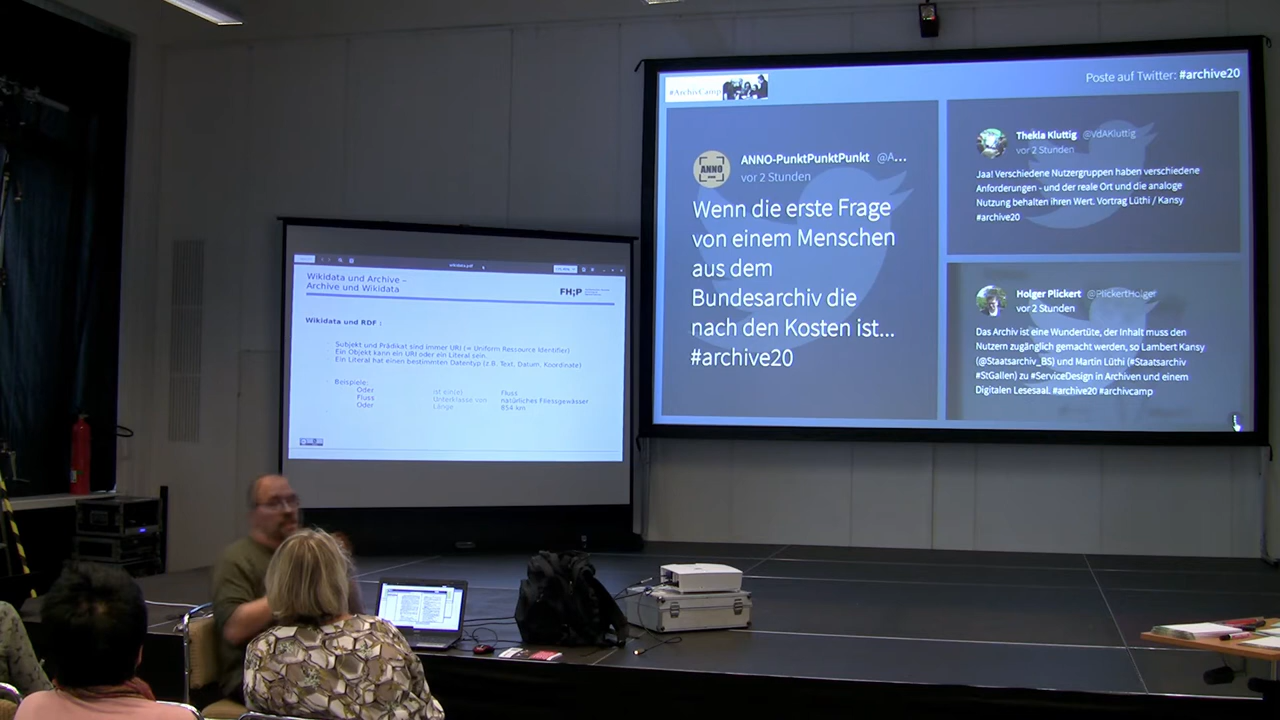 wikidata.pdf
Wikidata und Archive –
Archive und Wikidata
FH;P
Wikidata und RDF :
Subjekt und Prädikat sind immer URI (= Uniform Ressource Identifier)
Ein Objekt kann ein URI oder ein Literal sein.
Ein Literal hat einen bestimmten Datentyp (z.B. Text, Datum, Koordinate)
Beispiele:
Oder ist ein(e) Fluss
Fluss Unterklasse von natürliches Fliessgewässer
Oder Länge 854 km
#ArchivCamp
Poste auf Twitter: #archive20
ANNO
ANNO-PunktPunktPunkt @A...
vor 2 Stunden
Wenn die erste Frage
von einem Menschen
aus dem
Bundesarchiv die
nach den Kosten ist...
#archive20
Thekla Kluttig @VdAKluttig
vor 2 Stunden
Jaa! Verschiedene Nutzergruppen haben verschiedene
Anforderungen - und der reale Ort und die analoge
Nutzung behalten ihren Wert. Vortrag Lüthi / Kansy
#archive20
Holger Plickert @PlickertHolger
vor 2 Stunden
Das Archiv ist eine Wundertüte, der Inhalt muss den
Nutzern zugänglich gemacht werden, so Lambert Kansy
(@Staatsarchiv_BS) und Martin Lüthi (#Staatsarchiv
#StGallen) zu #ServiceDesign in Archiven und einem
Digitalen Lesesaal. #archive20 #archivcamp